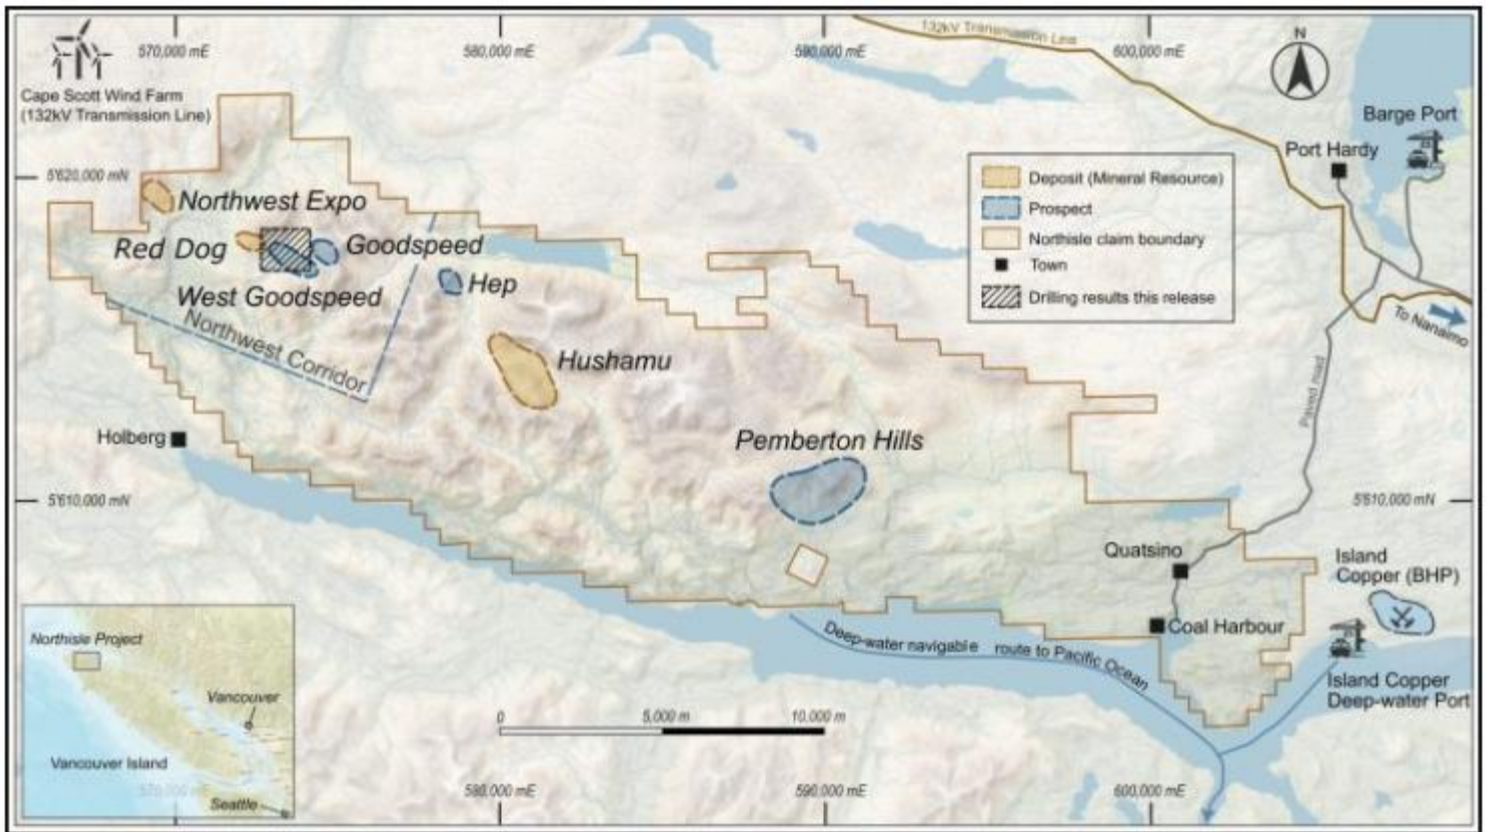 570,000 mE
580,000 mE
590,000 mE
132kV Transmission Line
600,000 mE
N
Cape Scott Wind Farm
(132kV Transmission Line)
Barge Port
Port Hardy
5'620,000 mN
Northwest Expo
Red Dog
Goodspeed
Hep
West Goodspeed
Northwest Corridor
Deposit (Mineral Resource)
Prospect
Northisle claim boundary
Town
Drilling results this release
To Nanaimo
Hushamu
Paved road
Holberg
Pemberton Hills
5'610,000 mN
5'610,000 mN
Quatsino
Island
Copper (BHP)
Coal Harbour
Deep-water navigable route to Pacific Ocean
Island Copper
Deep-water Port
Northisle Project
Vancouver
Vancouver Island
Seattle
0
5,000 m
10,000 m
570,000 mE
580,000 mE
590,000 mE
600,000 mE